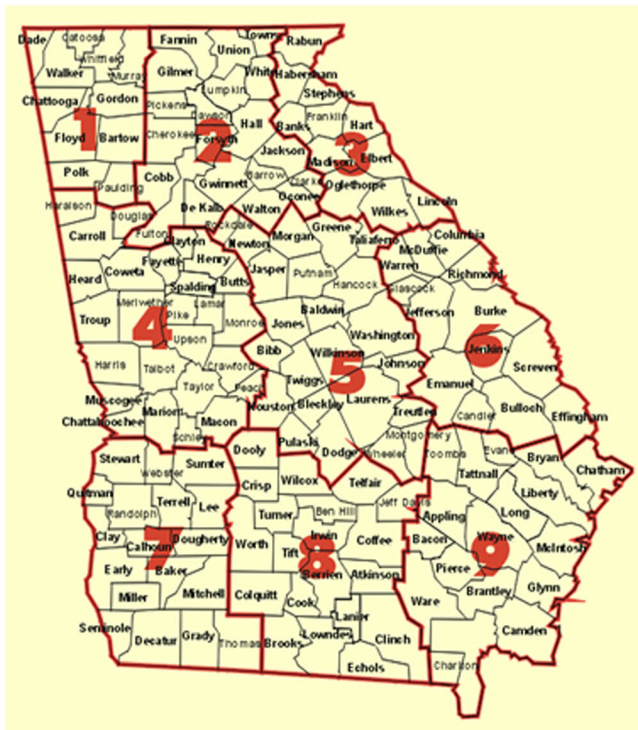 Dade
Catoosa
Fannin
Towns
Rabun
Whitfield
Union
Walker
Murray
Gilmer
White
Habersham
Lumpkin
Stephens
Chattooga
Gordon
Pickens
Dawson
Franklin
Hart
1
Floyd
Bartow
Cherokee
2
Forsyth
Hall
Banks
3
Madison
Elbert
Jackson
Polk
Paulding
Cobb
Gwinnett
Barrow
Clarke
Oglethorpe
Oconee
Haralson
Douglas
De Kalb
Walton
Wilkes
Lincoln
Carroll
Fulton
Clayton
Rockdale
Newton
Morgan
Greene
Taliaferro
Columbia
McDuffie
Heard
Coweta
Fayette
Henry
Jasper
Putnam
Warren
Richmond
Spalding
Butts
Hancock
Glascock
Troup
Meriwether
4
Pike
Lamar
Monroe
Baldwin
Jefferson
Burke
Upson
Jones
Washington
6
Jenkins
Harris
Talbot
Crawford
Bibb
Wilkinson
5
Johnson
Screven
Taylor
Peach
Twiggs
Emanuel
Muscogee
Marion
Macon
Houston
Bleckley
Laurens
Treutlen
Candler
Bulloch
Effingham
Chattahoochee
Schley
Dooly
Pulaski
Dodge
Wheeler
Montgomery
Toombs
Evans
Bryan
Chatham
Stewart
Webster
Sumter
Crisp
Wilcox
Telfair
Tattnall
Liberty
Quitman
Randolph
Terrell
Lee
Turner
Ben Hill
Jeff Davis
Appling
Long
Clay
Calhoun
7
Dougherty
Worth
Tift
Irwin
8
Coffee
Bacon
Wayne
9
McIntosh
Early
Baker
Berrien
Atkinson
Pierce
Brantley
Glynn
Miller
Mitchell
Colquitt
Cook
Lanier
Ware
Camden
Seminole
Decatur
Grady
Thomas
Brooks
Lowndes
Clinch
Echols
Charlton